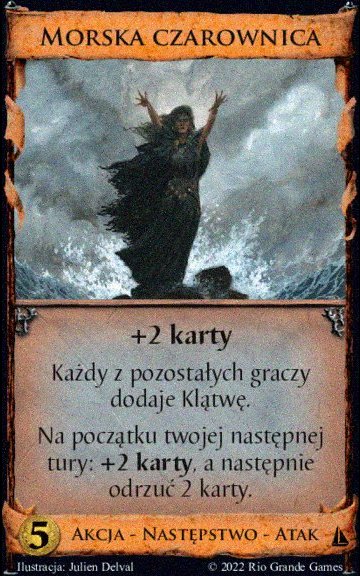 Morska czarownica
+2 karty
Każdy z pozostałych graczy
dodaje Klątwę.
Na początku twojej następnej
tury: +2 karty, a następnie
odrzuć 2 karty.
5 Akcja - Następstwo - Atak
Ilustracja: Julien Delval © 2022 Rio Grande Games